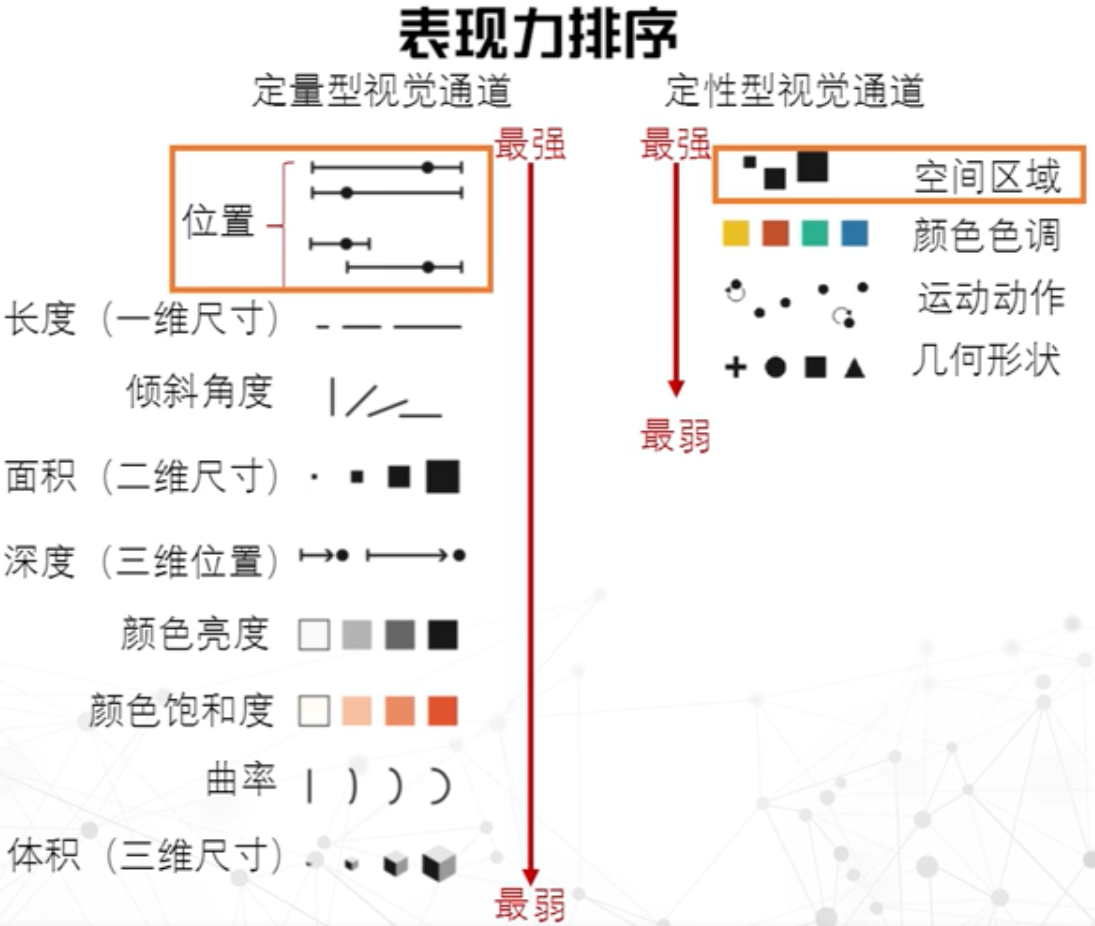 表现力排序
定量型视觉通道
最强
位置
长度（一维尺寸）
倾斜角度
面积（二维尺寸）
深度（三维位置）
颜色亮度
颜色饱和度
曲率
体积（三维尺寸）
最弱
定性型视觉通道
最强
空间区域
颜色色调
运动动作
几何形状
最弱